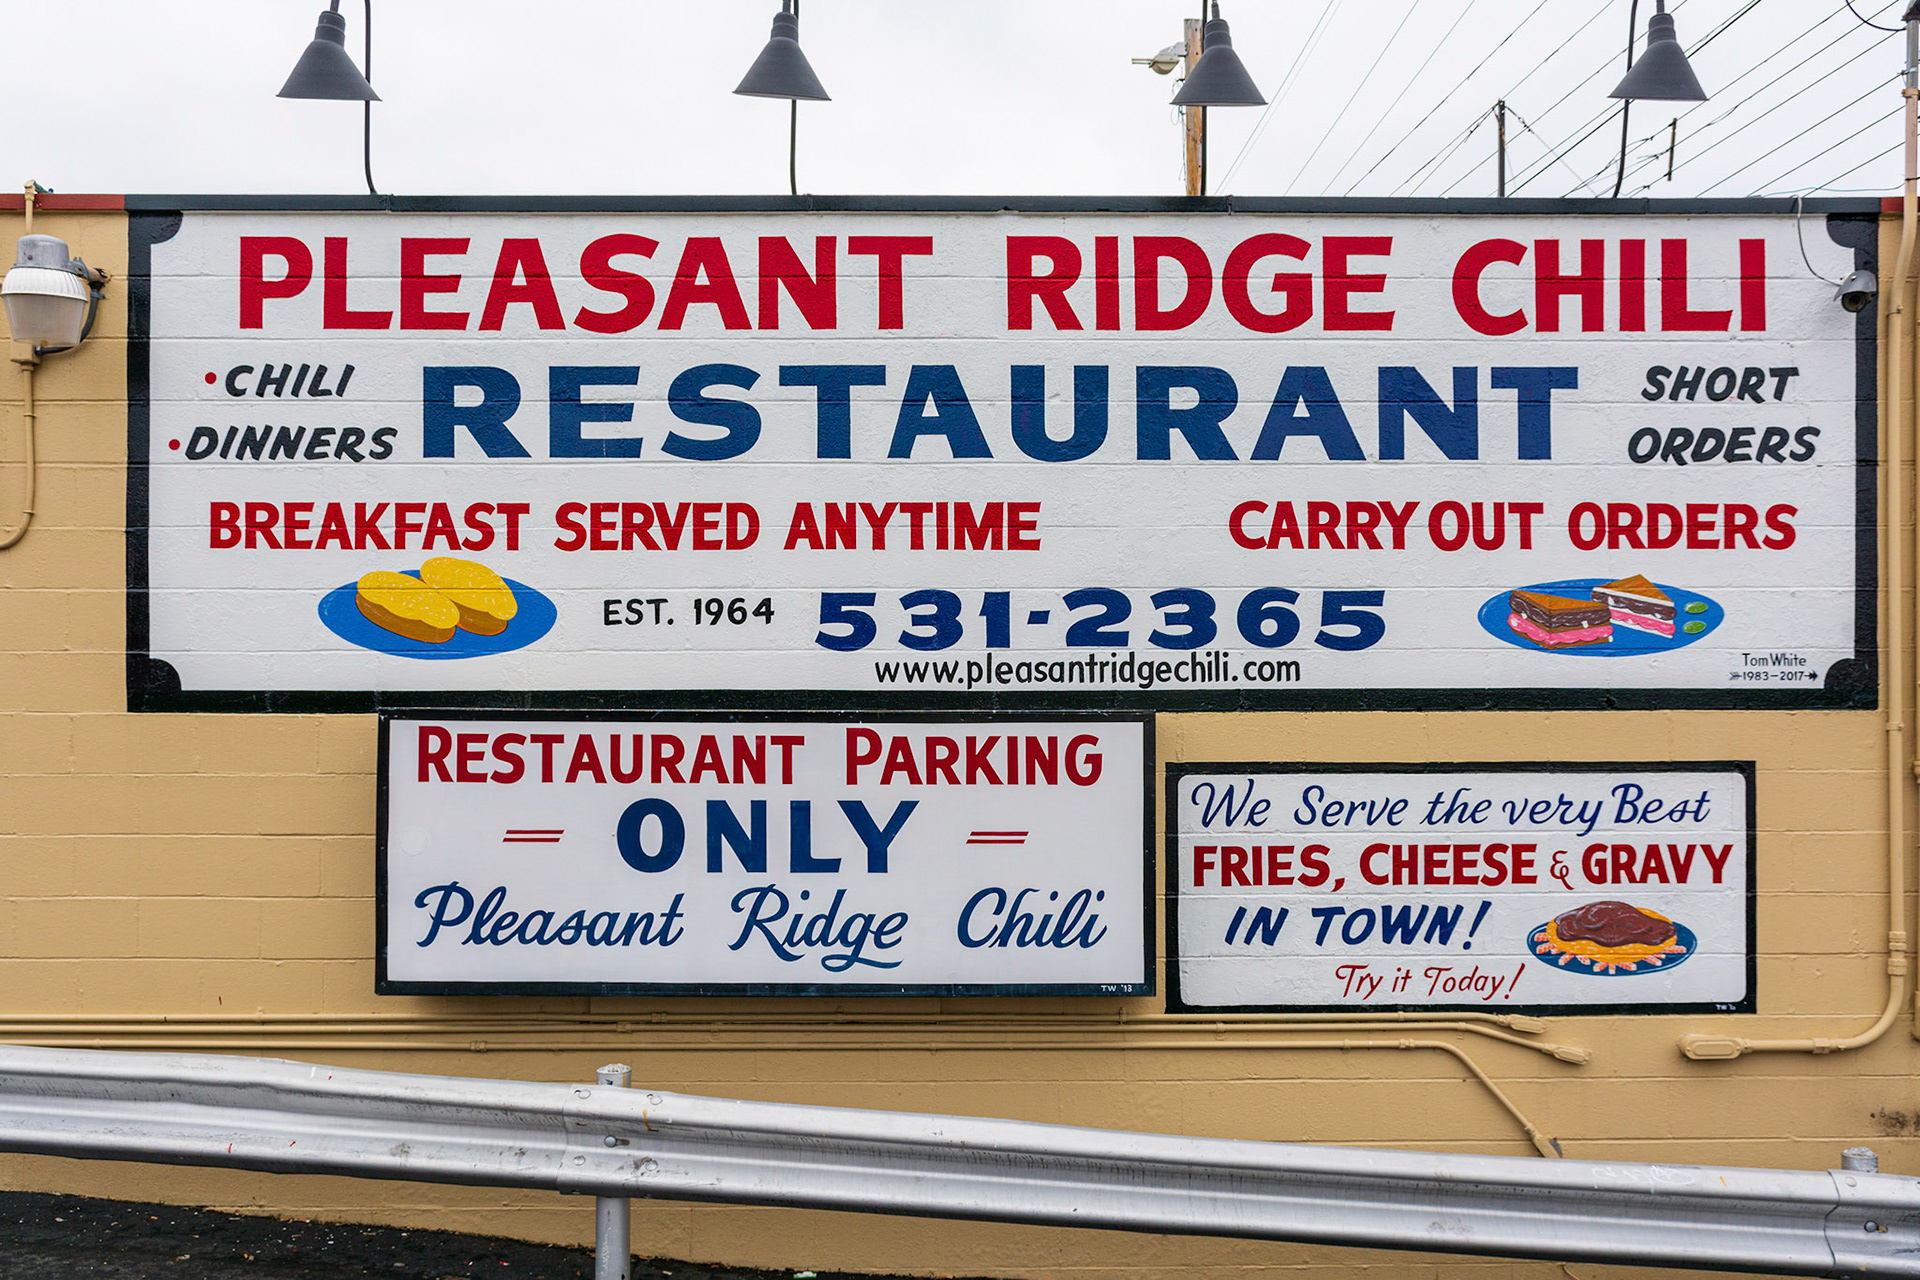 PLEASANT RIDGE CHILI
• CHILI
• DINNERS
RESTAURANT
SHORT
ORDERS
BREAKFAST SERVED ANYTIME
CARRY OUT ORDERS
EST. 1964
531-2365
www.pleasantridgechili.com
Tom White
1983-2017
RESTAURANT PARKING
ONLY
Pleasant Ridge Chili
TW '13
We Serve the very Best
FRIES, CHEESE & GRAVY
IN TOWN!
Try it Today!